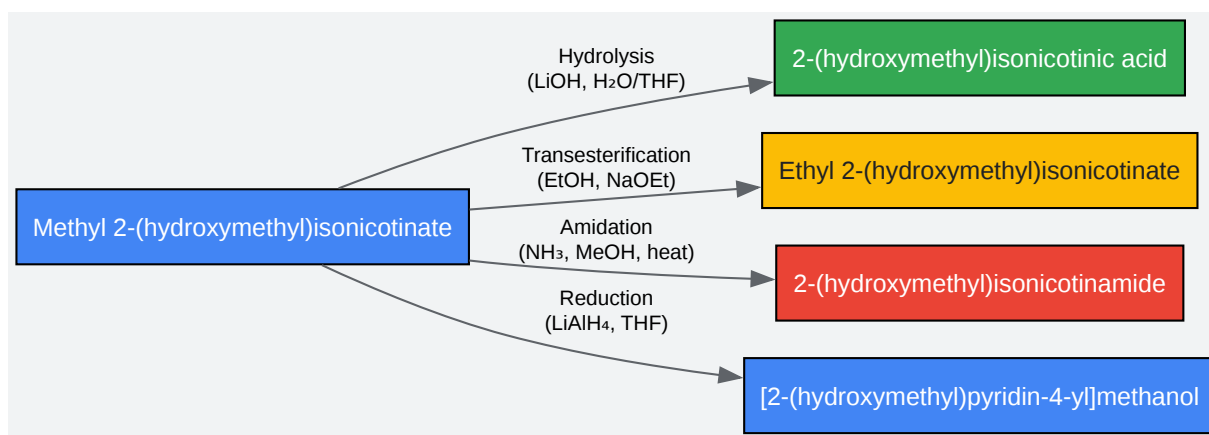 Hydrolysis
(LiOH, H₂O/THF)
2-(hydroxymethyl)isonicotinic acid
Transesterification
(EtOH, NaOEt)
Ethyl 2-(hydroxymethyl)isonicotinate
Methyl 2-(hydroxymethyl)isonicotinate
Amidation
(NH₃, MeOH, heat)
2-(hydroxymethyl)isonicotinamide
Reduction
(LiAlH₄, THF)
[2-(hydroxymethyl)pyridin-4-yl]methanol